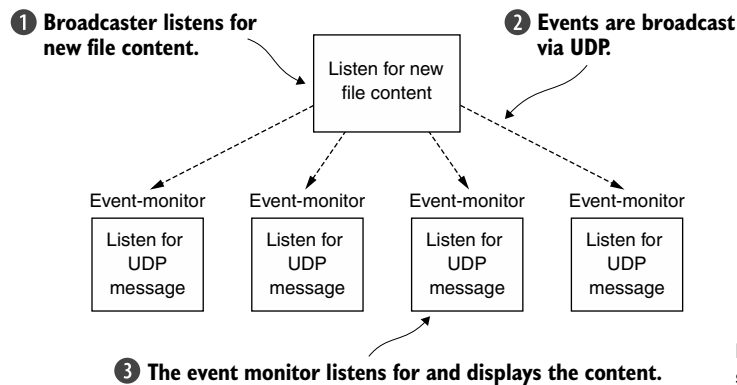 1 Broadcaster listens for
new file content.
2 Events are broadcast
via UDP.
Listen for new
file content
Event-monitor
Event-monitor
Event-monitor
Event-monitor
Listen for
UDP
message
Listen for
UDP
message
Listen for
UDP
message
Listen for
UDP
message
3 The event monitor listens for and displays the content.